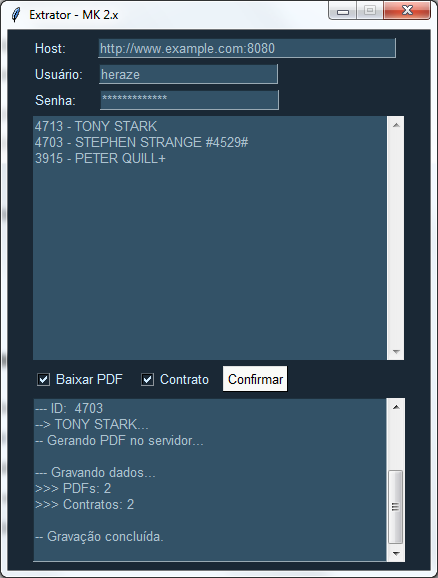 Extrator - MK 2.x
Host: http://www.example.com:8080
Usuário: heraze
Senha: *************
4713 - TONY STARK
4703 - STEPHEN STRANGE #4529#
3915 - PETER QUILL+
Baixar PDF Contrato Confirmar
--- ID:  4703
--> TONY STARK...
-- Gerando PDF no servidor...
--- Gravando dados...
>>> PDFs: 2
>>> Contratos: 2
-- Gravação concluída.